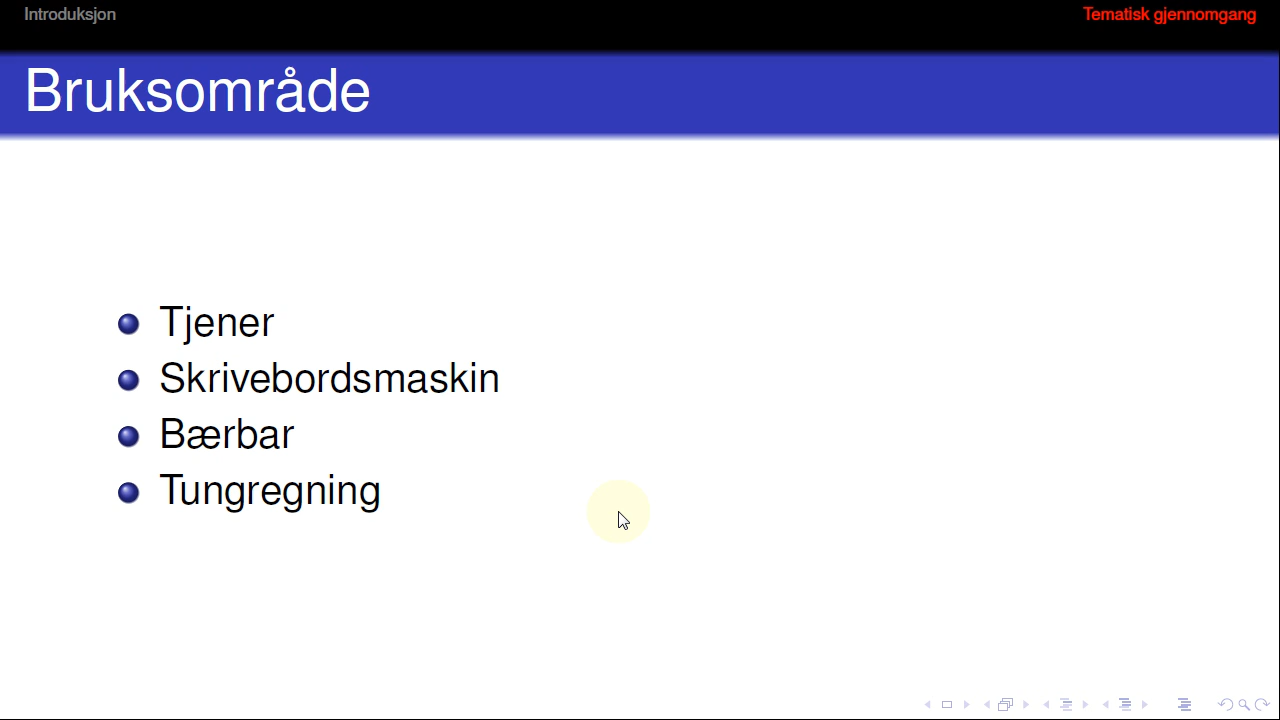 Introduksjon
Tematisk gjennomgang
Bruksområde
Tjener
Skrivebordsmaskin
Bærbar
Tungregning